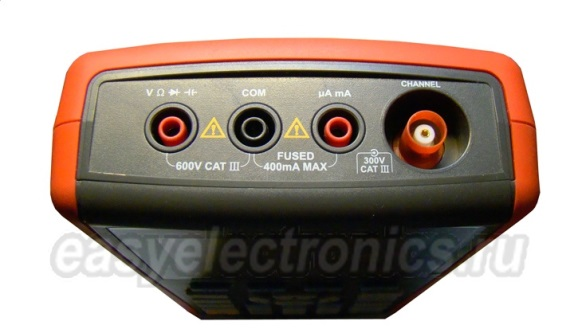 CHANNEL
V Ω COM µA mA
600V CAT III
FUSED
400mA MAX
300V
CAT III
easyelectronics.ru